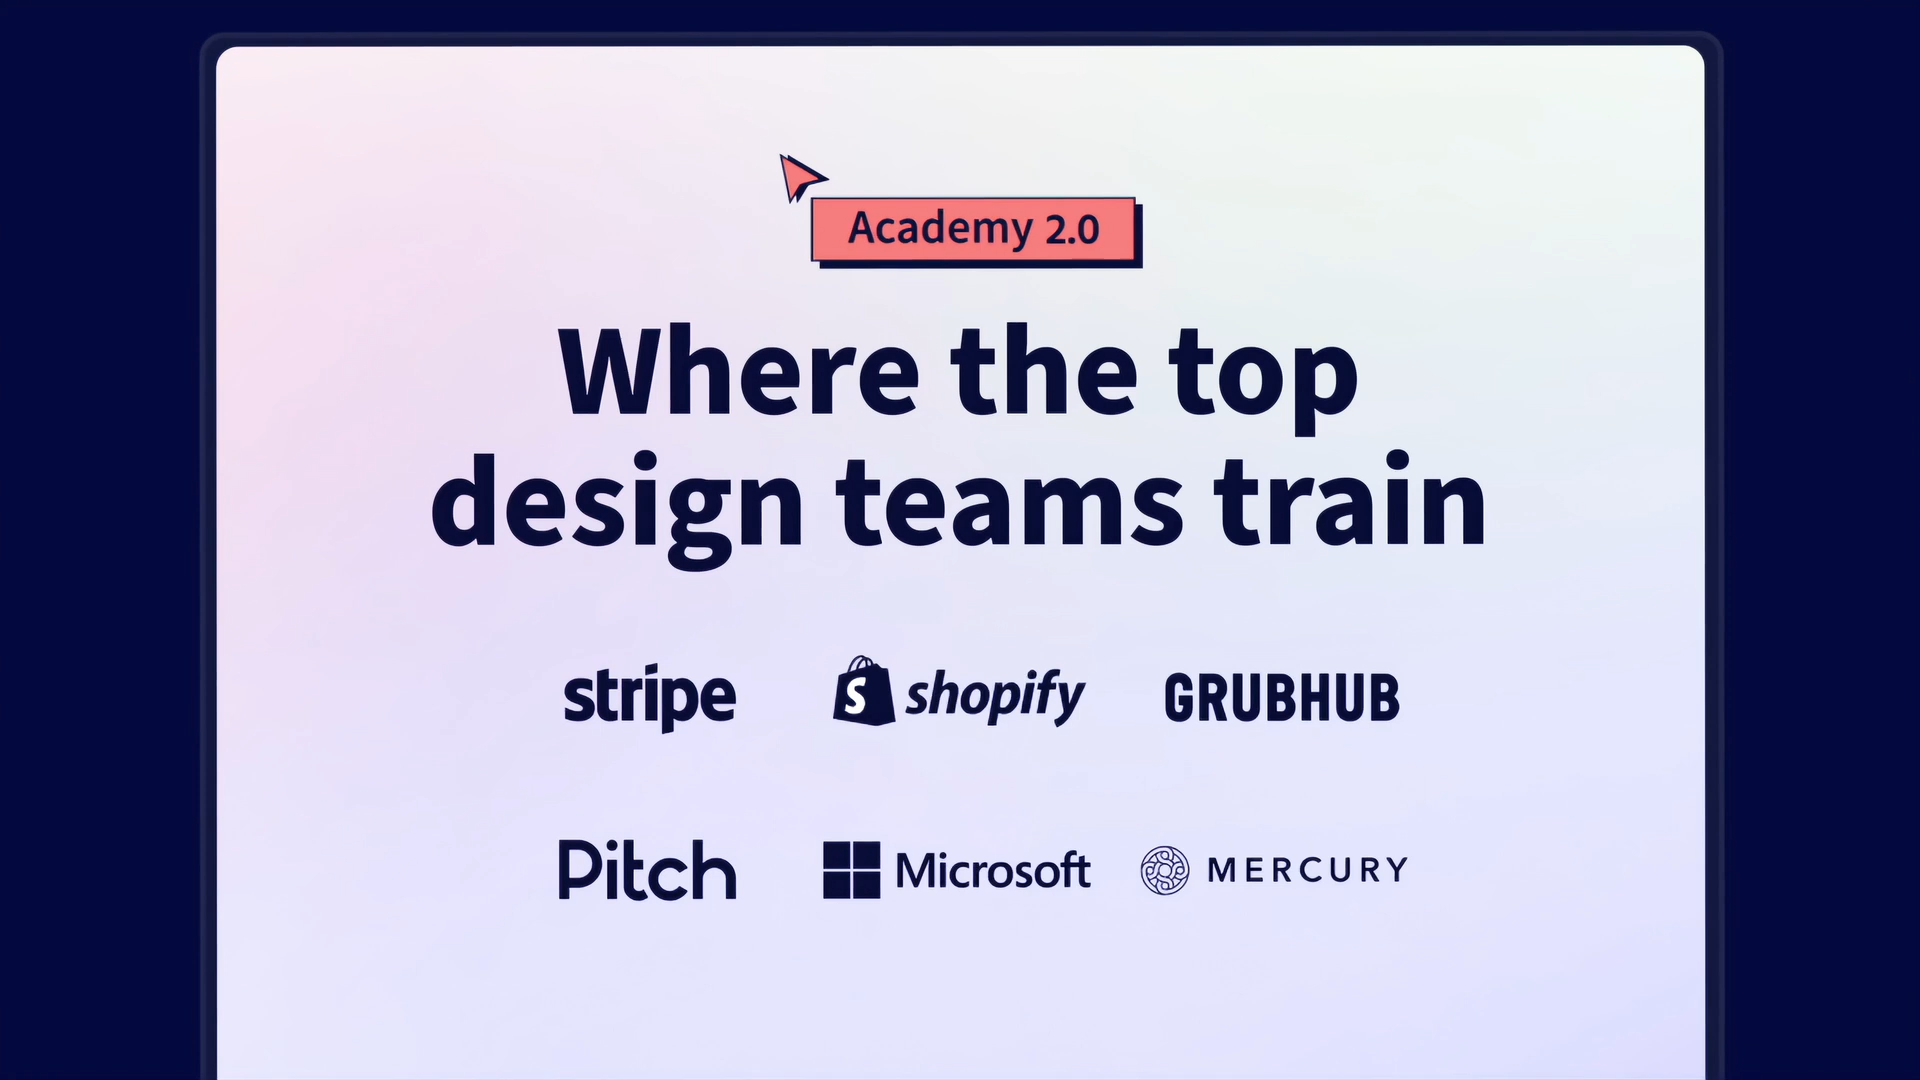 Academy 2.0
Where the top
design teams train
stripe
shopify
GRUBHUB
Pitch
Microsoft
MERCURY